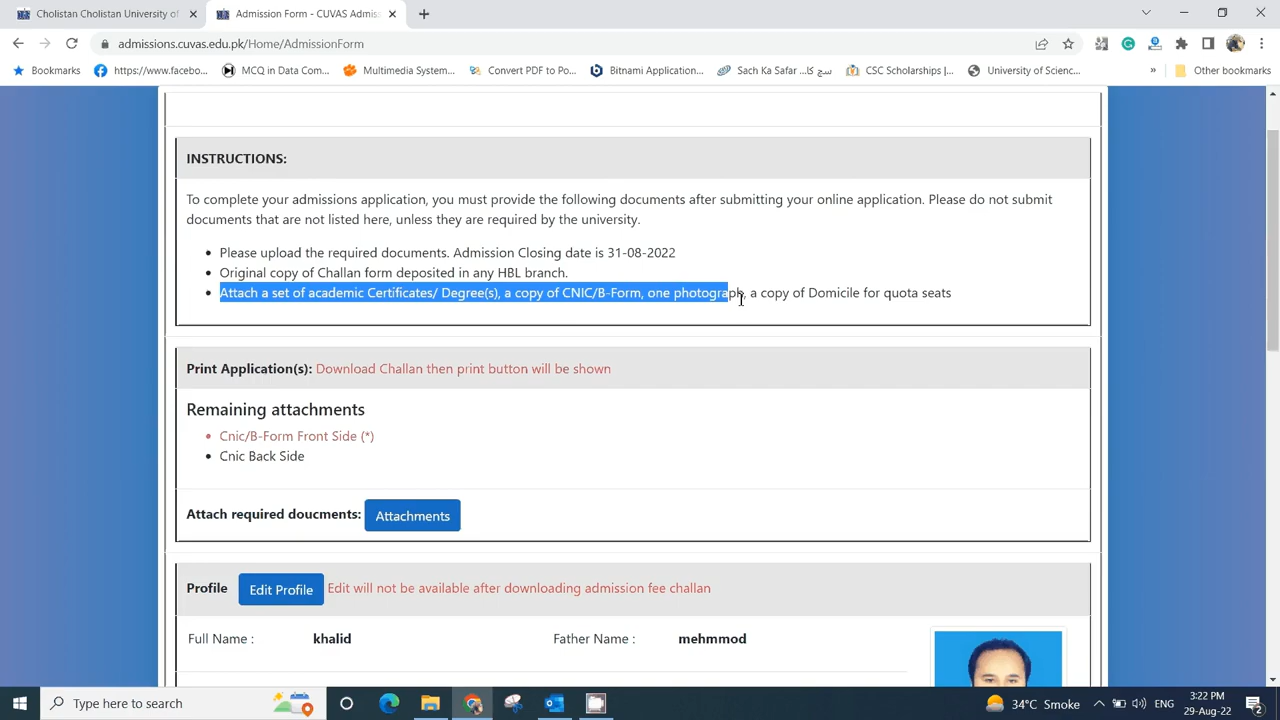 Cholistan Cholistan University of
Admission Form - CUVAS Admis
admissions.cuvas.edu.pk/Home/AdmissionForm
Bookmarks
https://www.facebo...
MCQ in Data Com...
Multimedia System...
Convert PDF to Po...
Bitnami Application...
Sach Ka Safar سچ کا...
CSC Scholarships |...
University of Scienc...
»
Other bookmarks
INSTRUCTIONS:
To complete your admissions application, you must provide the following documents after submitting your online application. Please do not submit
documents that are not listed here, unless they are required by the university.
• Please upload the required documents. Admission Closing date is 31-08-2022
• Original copy of Challan form deposited in any HBL branch.
• Attach a set of academic Certificates/ Degree(s), a copy of CNIC/B-Form, one photograph, a copy of Domicile for quota seats
Print Application(s): Download Challan then print button will be shown
Remaining attachments
• Cnic/B-Form Front Side (*)
• Cnic Back Side
Attach required doucments: Attachments
Profile Edit Profile Edit will not be available after downloading admission fee challan
Full Name : khalid Father Name : mehmmod
Type here to search
34°C Smoke
ENG
3:22 PM
29-Aug-22
2